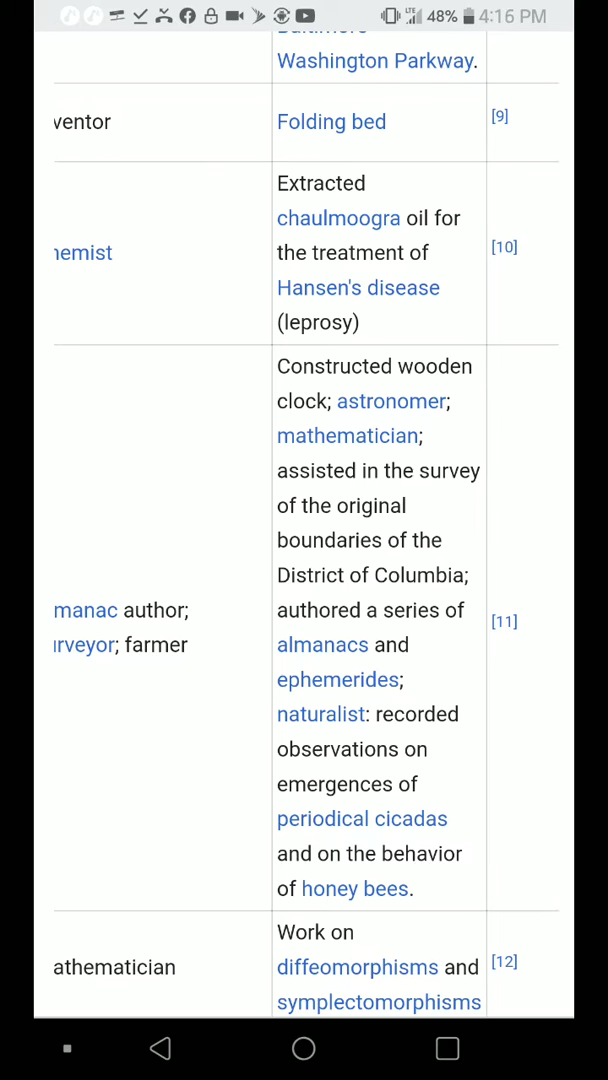 LTE 48% 4:16 PM
Washington Parkway.
ventor
Folding bed
[9]
Extracted
chaulmoogra oil for
hemist
the treatment of
[10]
Hansen's disease
(leprosy)
Constructed wooden
clock; astronomer;
mathematician;
assisted in the survey
of the original
boundaries of the
District of Columbia;
manac author;
authored a series of
[11]
urveyor; farmer
almanacs and
ephemerides;
naturalist: recorded
observations on
emergences of
periodical cicadas
and on the behavior
of honey bees.
Work on
athematician
diffeomorphisms and
[12]
symplectomorphisms